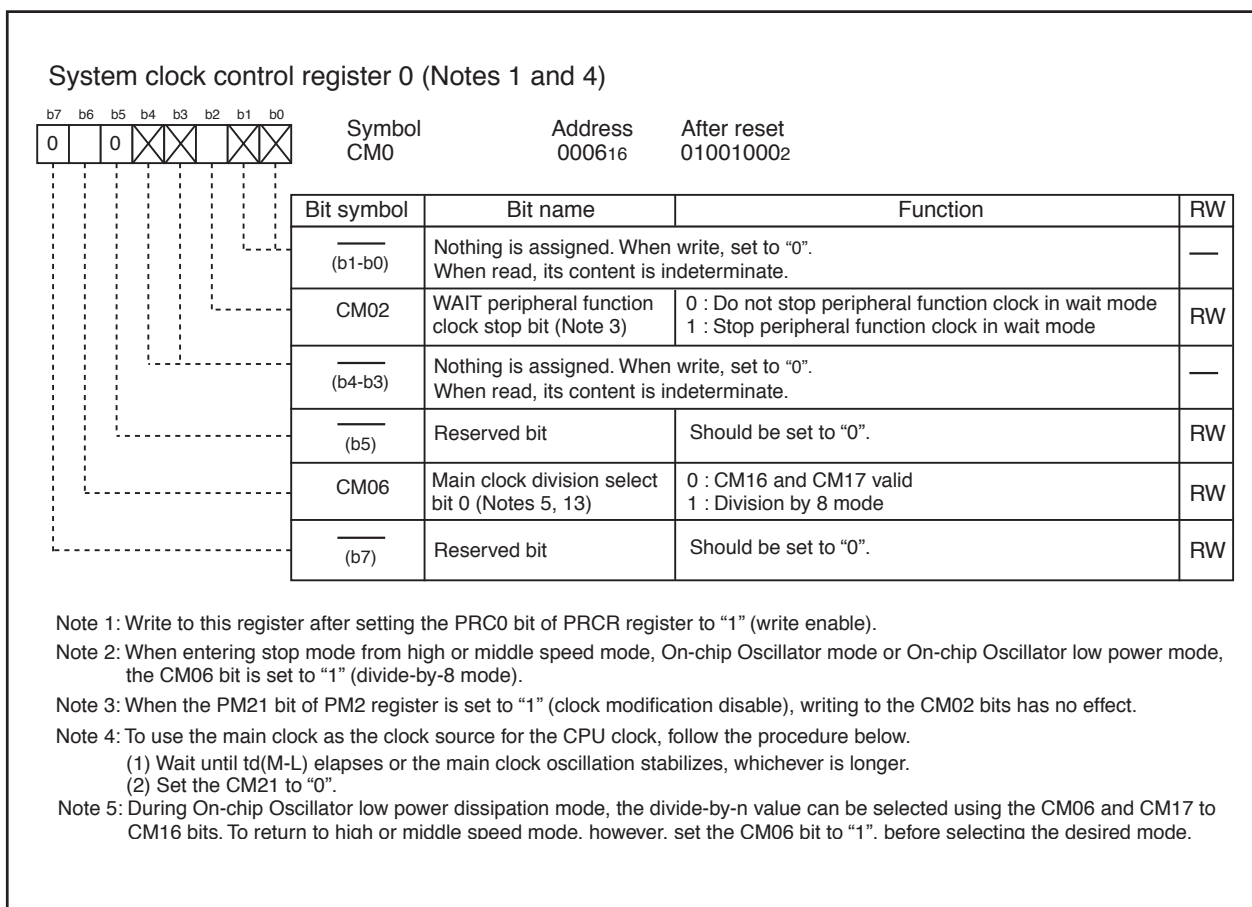 System clock control register 0 (Notes 1 and 4)
b7 b6 b5 b4 b3 b2 b1 b0
0 0
Symbol Address After reset
CM0 000616 010010002
Bit symbol Bit name Function RW
(b1-b0) Nothing is assigned. When write, set to “0”.
When read, its content is indeterminate.
—
CM02 WAIT peripheral function
clock stop bit (Note 3)
0 : Do not stop peripheral function clock in wait mode
1 : Stop peripheral function clock in wait mode
RW
(b4-b3) Nothing is assigned. When write, set to “0”.
When read, its content is indeterminate.
—
(b5) Reserved bit Should be set to “0”. RW
CM06 Main clock division select
bit 0 (Notes 5, 13)
0 : CM16 and CM17 valid
1 : Division by 8 mode
RW
(b7) Reserved bit Should be set to “0”. RW
Note 1: Write to this register after setting the PRC0 bit of PRCR register to “1” (write enable).
Note 2: When entering stop mode from high or middle speed mode, On-chip Oscillator mode or On-chip Oscillator low power mode,
the CM06 bit is set to “1” (divide-by-8 mode).
Note 3: When the PM21 bit of PM2 register is set to “1” (clock modification disable), writing to the CM02 bits has no effect.
Note 4: To use the main clock as the clock source for the CPU clock, follow the procedure below.
(1) Wait until td(M-L) elapses or the main clock oscillation stabilizes, whichever is longer.
(2) Set the CM21 to “0”.
Note 5: During On-chip Oscillator low power dissipation mode, the divide-by-n value can be selected using the CM06 and CM17 to
CM16 bits. To return to high or middle speed mode, however, set the CM06 bit to “1”, before selecting the desired mode.